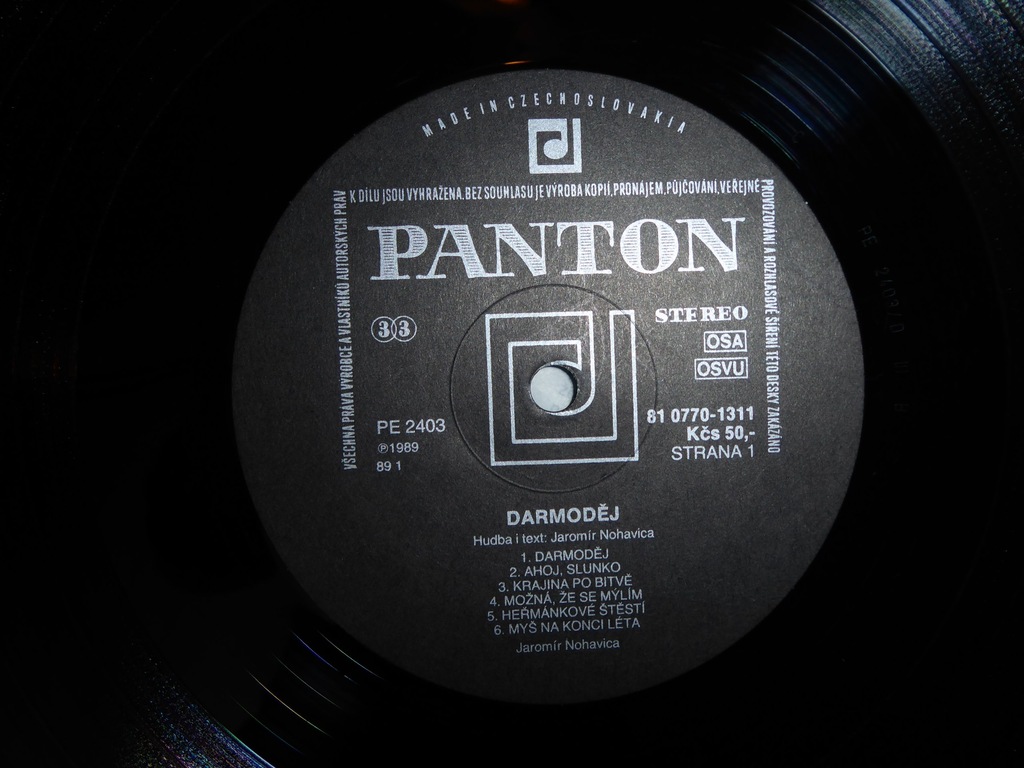 MADE IN CZECHOSLOVAKIA
VŠECHNA PRÁVA VÝROBCE A VLASTNÍKŮ AUTORSKÝCH PRÁV
K DÍLU JSOU VYHRAŽENA. BEZ SOUHLASU JE VÝROBA KOPIÍ, PRONÁJEM, PŮJČOVÁNÍ, VEŘEJNÉ
PROVOZOVÁNÍ A ROZHLASOVÉ ŠÍŘENÍ TÉTO DESKY ZAKÁZÁNO
PANTON
33
STEREO
OSA
OSVU
PE 2403
℗1989
89 1
81 0770-1311
Kčs 50,-
STRANA 1
DARMODĚJ
Hudba i text: Jaromír Nohavica
1. DARMODĚJ
2. AHOJ, SLUNKO
3. KRAJINA PO BITVĚ
4. MOŽNÁ, ŽE SE MÝLÍM
5. HEŘMÁNKOVÉ ŠTĚSTÍ
6. MYŠ NA KONCI LÉTA
Jaromír Nohavica